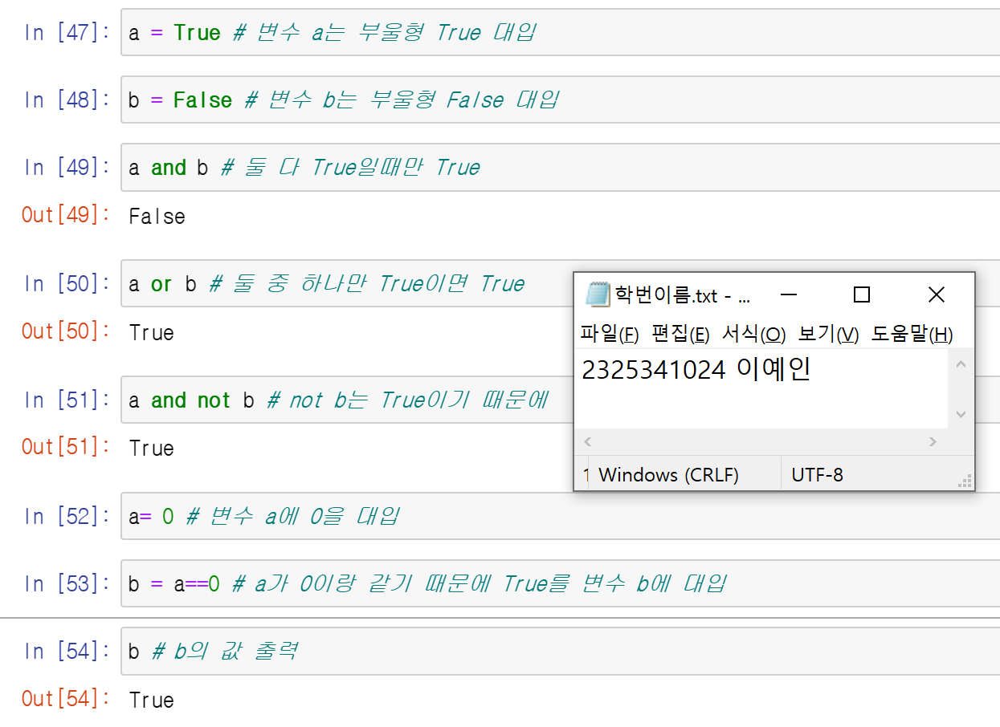 In [47]: a = True # 변수 a는 부울형 True 대입
In [48]: b = False # 변수 b는 부울형 False 대입
In [49]: a and b # 둘 다 True일때만 True
Out[49]: False
In [50]: a or b # 둘 중 하나만 True이면 True
Out[50]: True
In [51]: a and not b # not b는 True이기 때문에
Out[51]: True
학번이름.txt - ...
파일(F) 편집(E) 서식(O) 보기(V) 도움말(H)
2325341024 이예인
1 Windows (CRLF) UTF-8
In [52]: a= 0 # 변수 a에 0을 대입
In [53]: b = a==0 # a가 0이랑 같기 때문에 True를 변수 b에 대입
In [54]: b # b의 값 출력
Out[54]: True